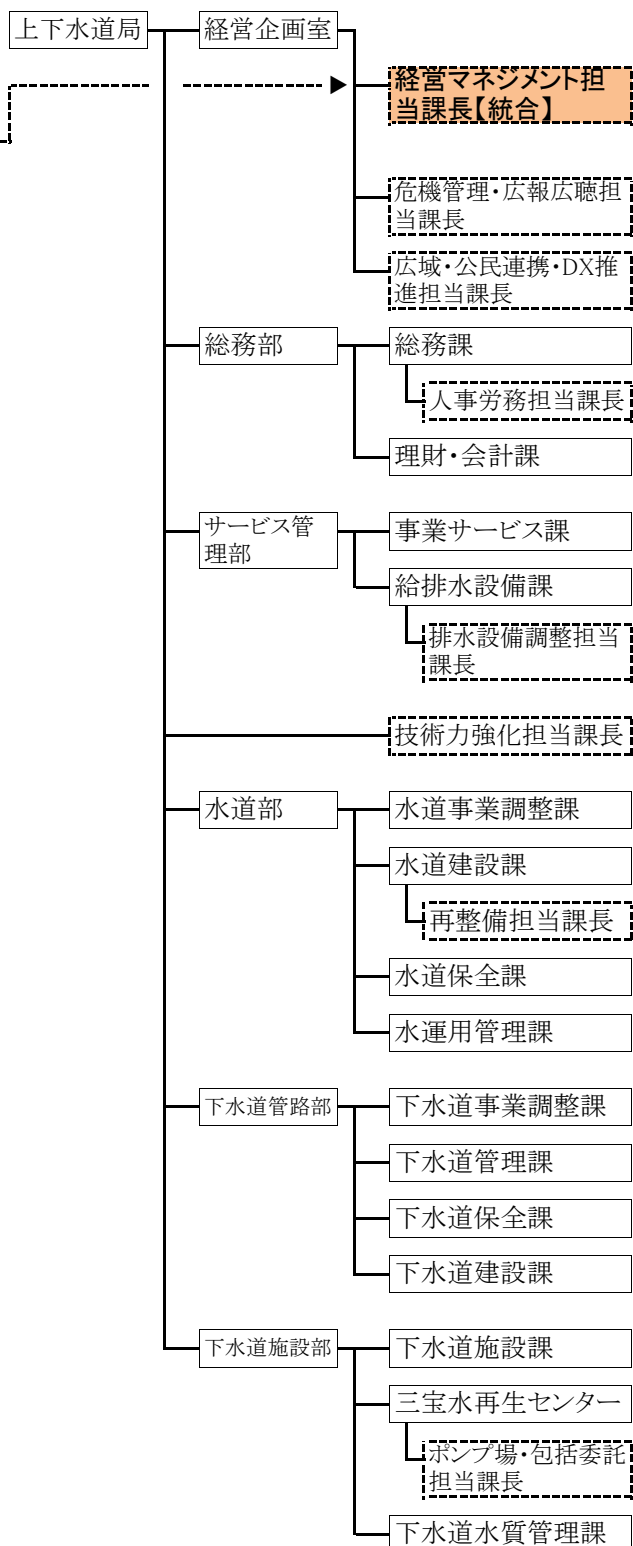 上下水道局
経営企画室
経営マネジメント担
当課長【統合】
危機管理・広報広聴担
当課長
広域・公民連携・DX推
進担当課長
総務部
総務課
人事労務担当課長
理財・会計課
サービス管
理部
事業サービス課
給排水設備課
排水設備調整担当
課長
技術力強化担当課長
水道部
水道事業調整課
水道建設課
再整備担当課長
水道保全課
水運用管理課
下水道管路部
下水道事業調整課
下水道管理課
下水道保全課
下水道建設課
下水道施設部
下水道施設課
三宝水再生センター
ポンプ場・包括委託
担当課長
下水道水質管理課